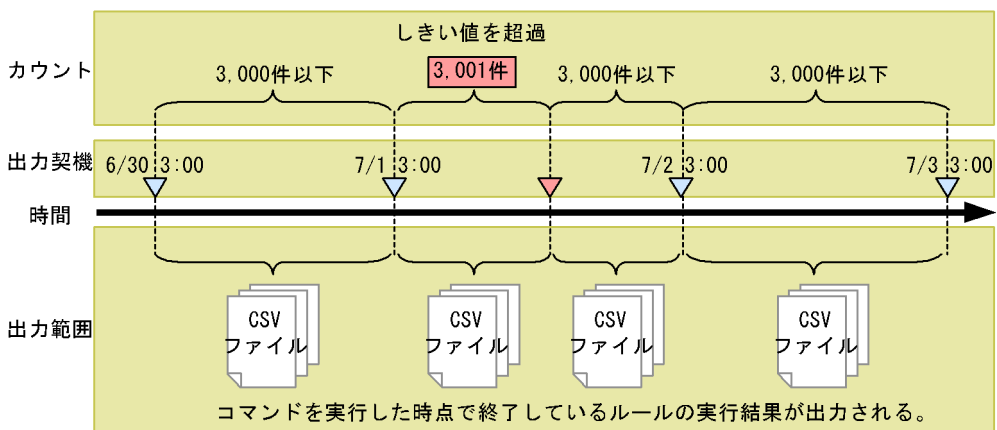 しきい値を超過
カウント
3,000件以下
3,001件
3,000件以下
3,000件以下
出力契機
6/30 3:00
7/1 3:00
7/2 3:00
7/3 3:00
時間
出力範囲
CSV
ファイル
CSV
ファイル
CSV
ファイル
CSV
ファイル
コマンドを実行した時点で終了しているルールの実行結果が出力される。